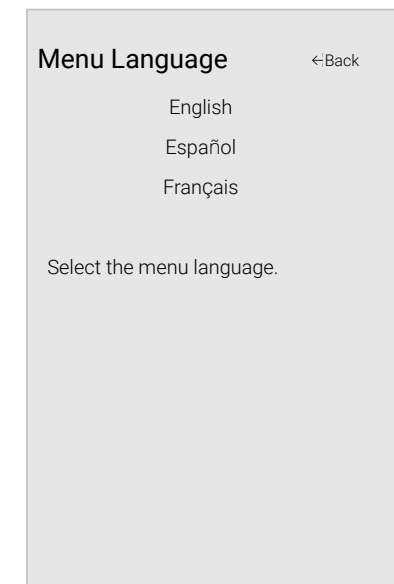 Menu Language
←Back
English
Español
Français
Select the menu language.